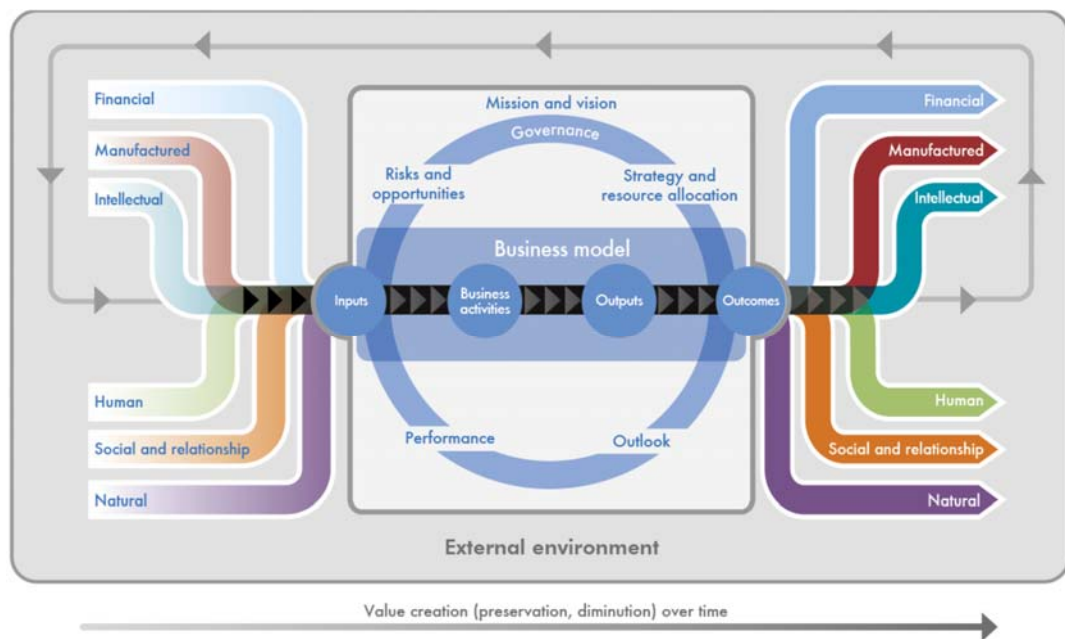 Financial
Manufactured
Intellectual
Human
Social and relationship
Natural
Mission and vision
Governance
Risks and
opportunities
Strategy and
resource allocation
Business model
Inputs
Business
activities
Outputs
Outcomes
Performance
Outlook
Financial
Manufactured
Intellectual
Human
Social and relationship
Natural
External environment
Value creation (preservation, diminution) over time